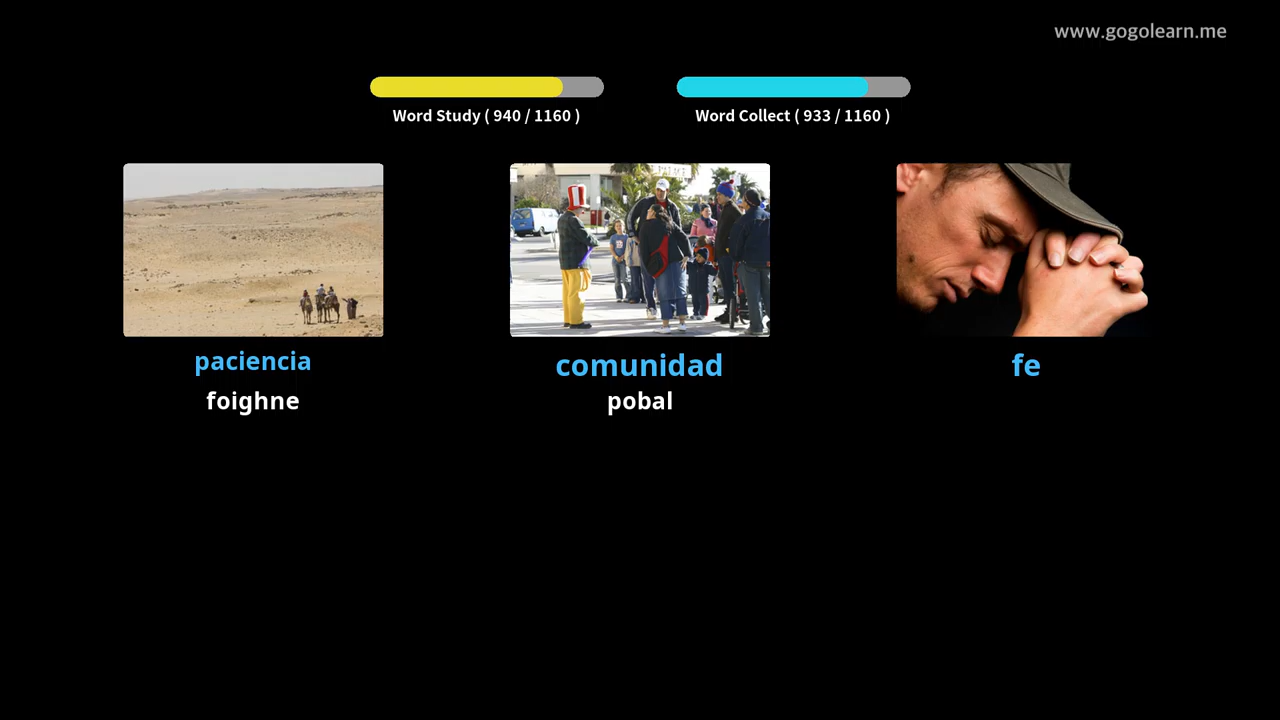 www.gogolearn.me
Word Study ( 940 / 1160 )
Word Collect ( 933 / 1160 )
paciencia
comunidad
fe
foighne
pobal